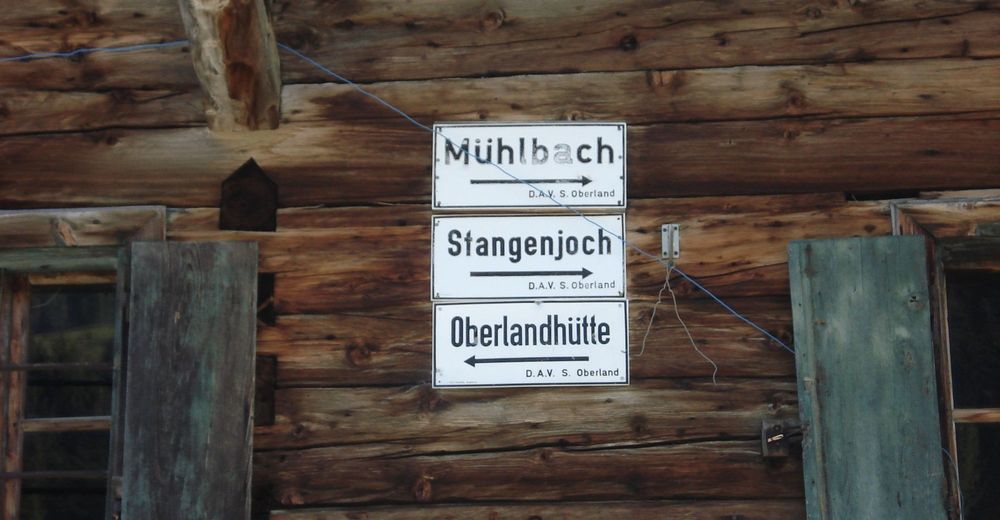 Mühlbach
D.A.V. S. Oberland
Stangenjoch
D.A.V. S. Oberland
Oberlandhütte
D.A.V. S. Oberland